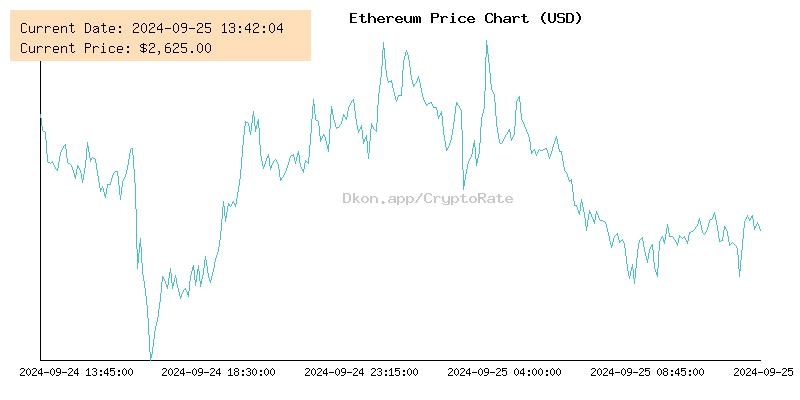 Ethereum Price Chart (USD)
Current Date: 2024-09-25 13:42:04
Current Price: $2,625.00
Dkon.app/CryptoRate
2024-09-24 13:45:00
2024-09-24 18:30:00
2024-09-24 23:15:00
2024-09-25 04:00:00
2024-09-25 08:45:00
2024-09-25